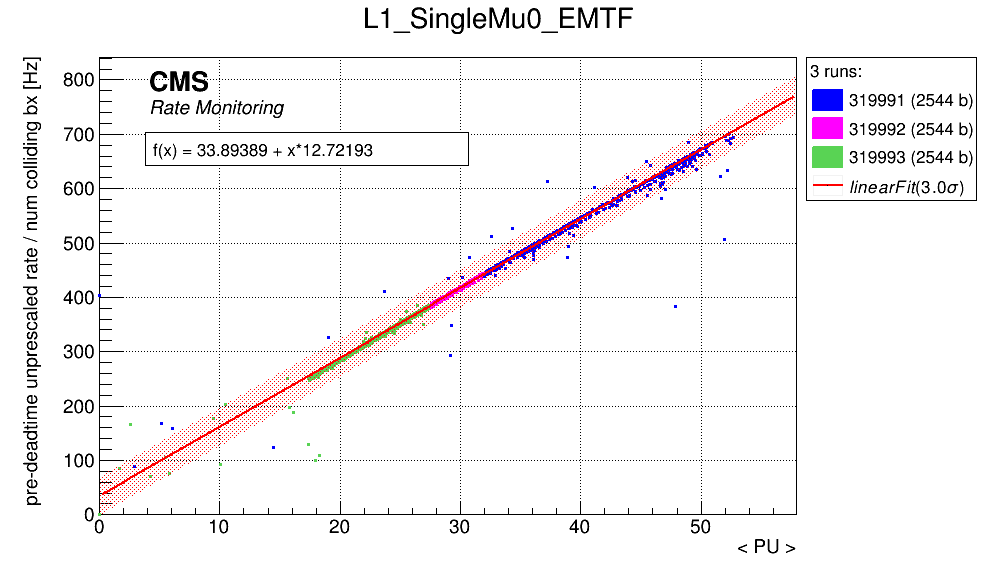 L1_SingleMu0_EMTF
pre-deadtime unprescaled rate / num colliding bx [Hz]
CMS
Rate Monitoring
f(x) = 33.89389 + x*12.72193
800
700
600
500
400
300
200
100
0
0 10 20 30 40 50
< PU >
3 runs:
319991 (2544 b)
319992 (2544 b)
319993 (2544 b)
linearFit(3.0σ)